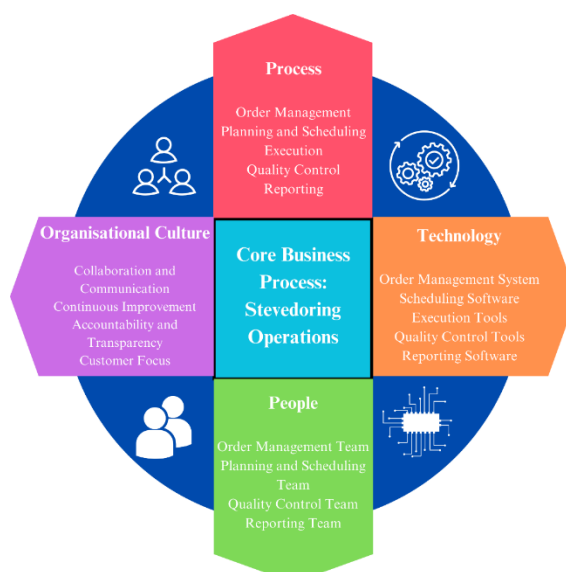 Process
Order Management
Planning and Scheduling
Execution
Quality Control
Reporting
Organisational Culture
Collaboration and
Communication
Continuous Improvement
Accountability and
Transparency
Customer Focus
Core Business
Process:
Stevedoring
Operations
Technology
Order Management System
Scheduling Software
Execution Tools
Quality Control Tools
Reporting Software
People
Order Management Team
Planning and Scheduling
Team
Quality Control Team
Reporting Team